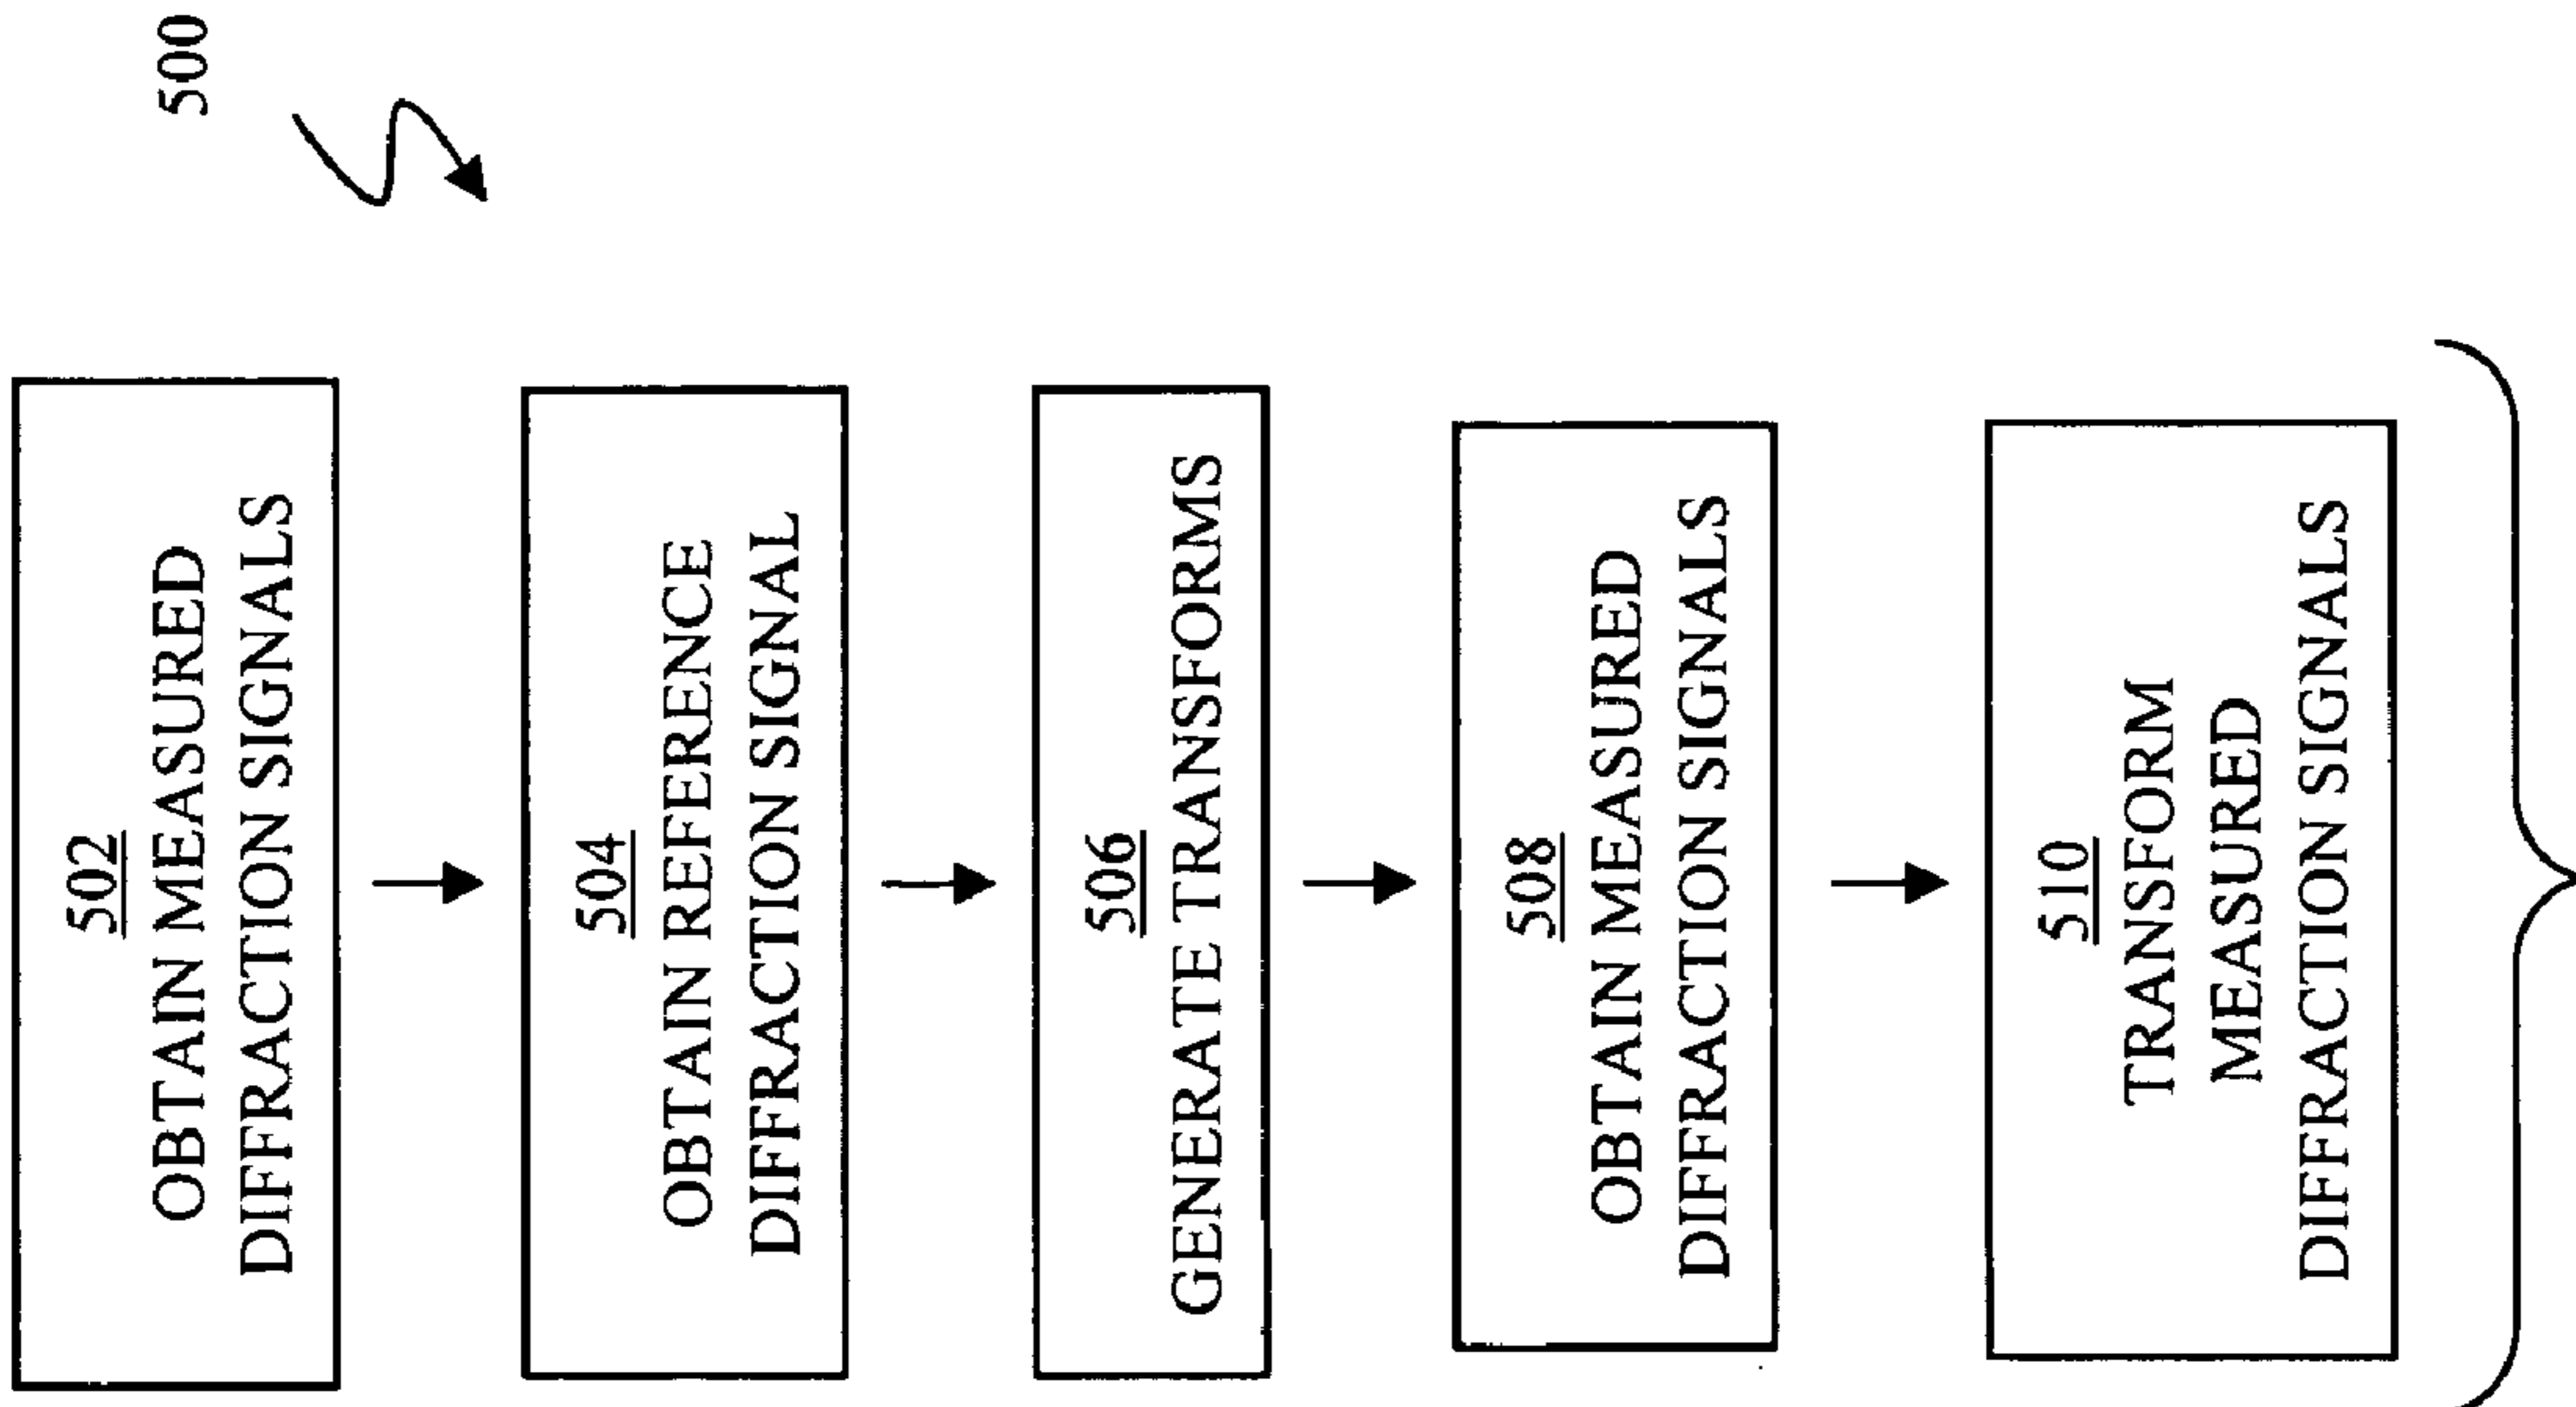 500
502
OBTAIN MEASURED
DIFFRACTION SIGNALS
504
OBTAIN REFERENCE
DIFFRACTION SIGNAL
506
GENERATE TRANSFORMS
508
OBTAIN MEASURED
DIFFRACTION SIGNALS
510
TRANSFORM
MEASURED
DIFFRACTION SIGNALS